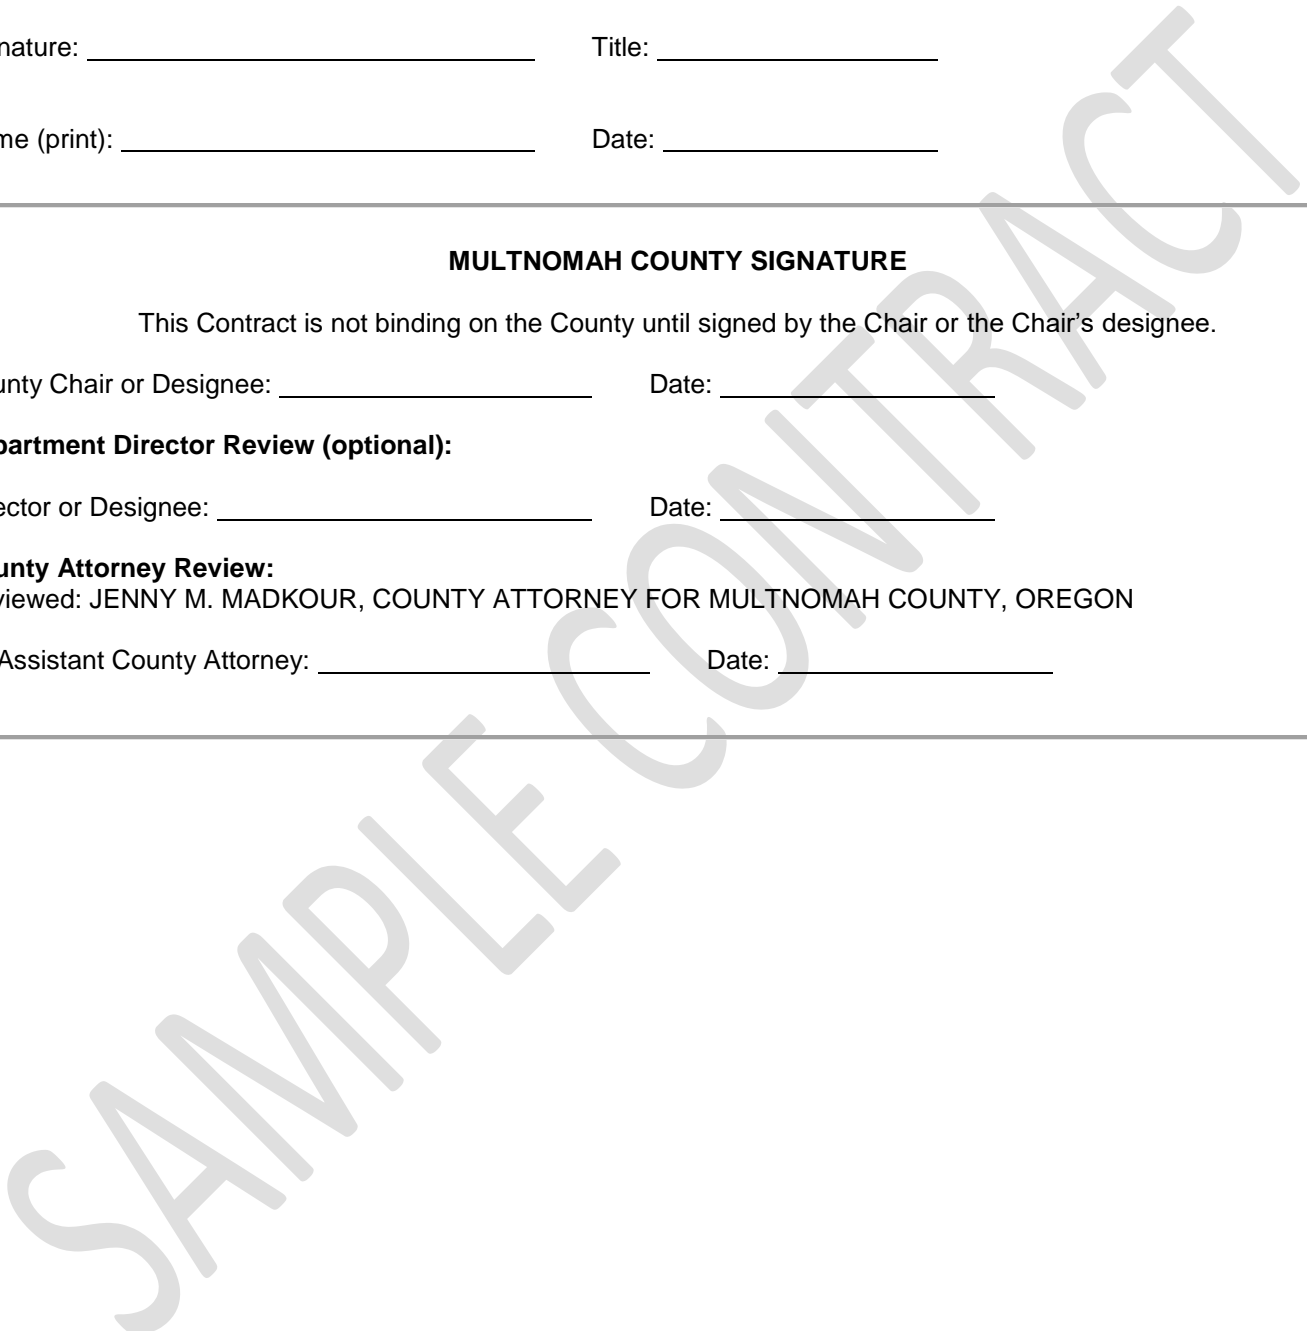 nature: Title:
me (print): Date:
MULTNOMAH COUNTY SIGNATURE
This Contract is not binding on the County until signed by the Chair or the Chair’s designee.
unty Chair or Designee: Date:
partment Director Review (optional):
ector or Designee: Date:
unty Attorney Review:
viewed: JENNY M. MADKOUR, COUNTY ATTORNEY FOR MULTNOMAH COUNTY, OREGON
Assistant County Attorney: Date:
SAMPLE CONTRACT